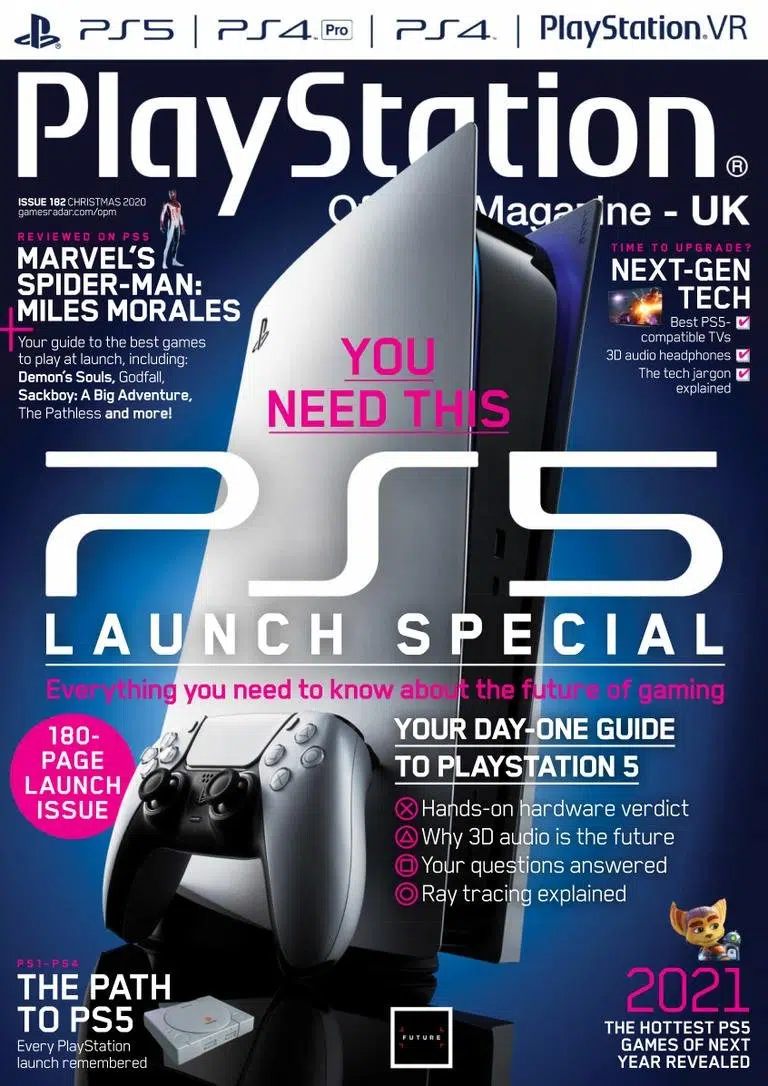 PS5 | PS4 Pro | PS4 | PlayStation.VR
PlayStation®
Magazine - UK
ISSUE 182 CHRISTMAS 2020
gamesradar.com/opm
REVIEWED ON PS5
MARVEL'S
SPIDER-MAN:
MILES MORALES
Your guide to the best games
to play at launch, including:
Demon's Souls, Godfall,
Sackboy: A Big Adventure,
The Pathless and more!
TIME TO UPGRADE?
NEXT-GEN
TECH
Best PS5-
compatible TVs
3D audio headphones
The tech jargon
explained
YOU
NEED THIS
PS5
LAUNCH SPECIAL
Everything you need to know about the future of gaming
180-
PAGE
LAUNCH
ISSUE
YOUR DAY-ONE GUIDE
TO PLAYSTATION 5
Hands-on hardware verdict
Why 3D audio is the future
Your questions answered
Ray tracing explained
PS1-PS4
THE PATH
TO PS5
Every PlayStation
launch remembered
FUTURE
2021
THE HOTTEST PS5
GAMES OF NEXT
YEAR REVEALED